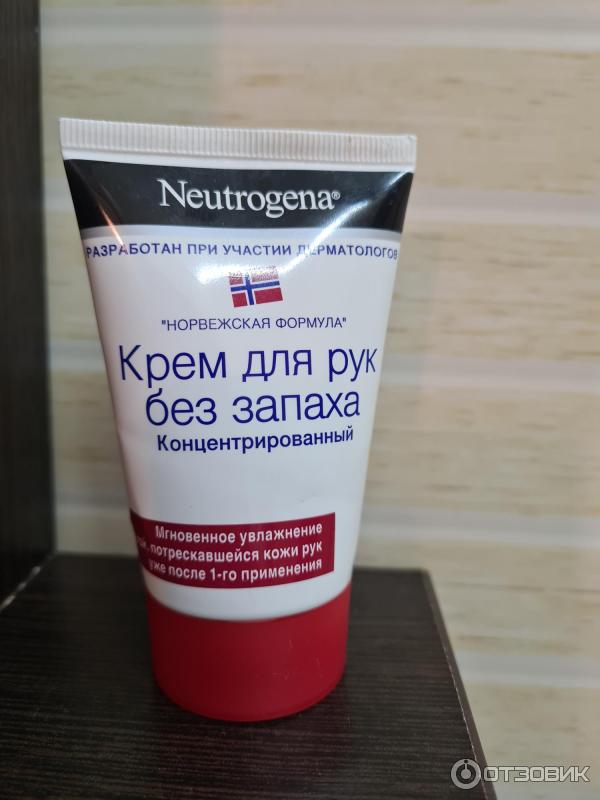 Neutrogena®
РАЗРАБОТАН ПРИ УЧАСТИИ ДЕРМАТОЛОГОВ
"НОРВЕЖСКАЯ ФОРМУЛА"
Крем для рук
без запаха
Концентрированный
Мгновенное увлажнение
потрескавшейся кожи рук
уже после 1-го применения
ОТЗОВИК